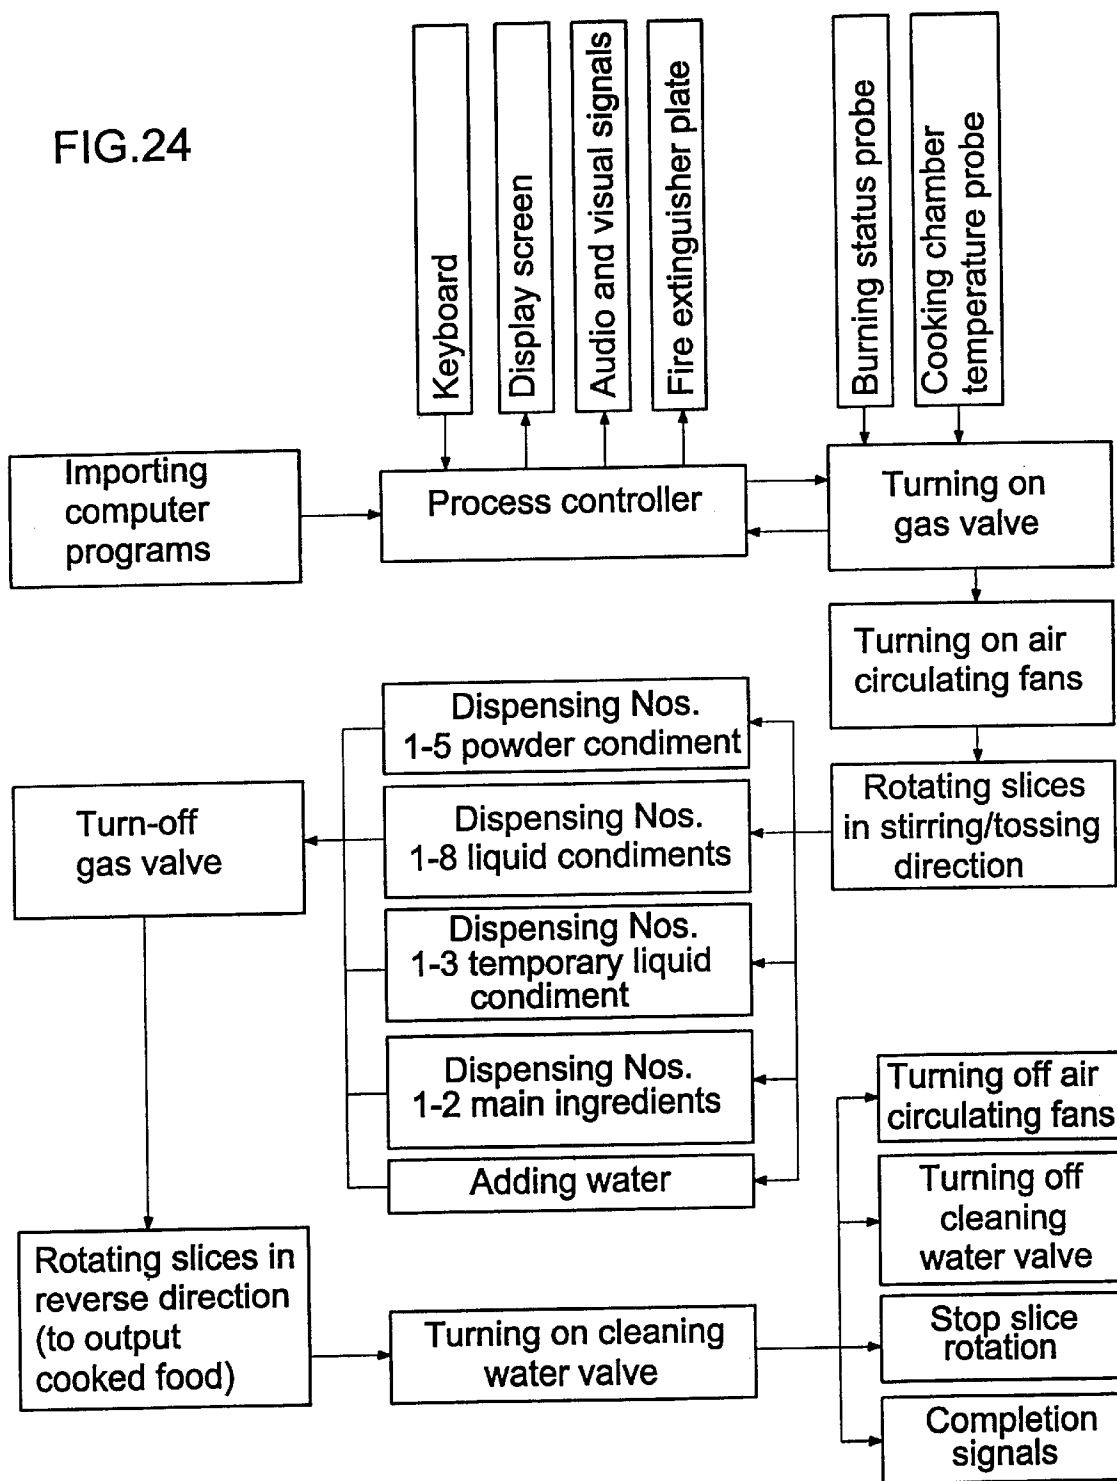 FIG.24
Keyboard
Display screen
Audio and visual signals
Fire extinguisher plate
Burning status probe
Cooking chamber
temperature probe
Importing
computer
programs
Process controller
Turning on
gas valve
Turning on air
circulating fans
Rotating slices
in stirring/tossing
direction
Dispensing Nos.
1-5 powder condiment
Dispensing Nos.
1-8 liquid condiments
Dispensing Nos.
1-3 temporary liquid
condiment
Dispensing Nos.
1-2 main ingredients
Adding water
Turn-off
gas valve
Rotating slices in
reverse direction
(to output
cooked food)
Turning on cleaning
water valve
Turning off air
circulating fans
Turning off
cleaning
water valve
Stop slice
rotation
Completion
signals